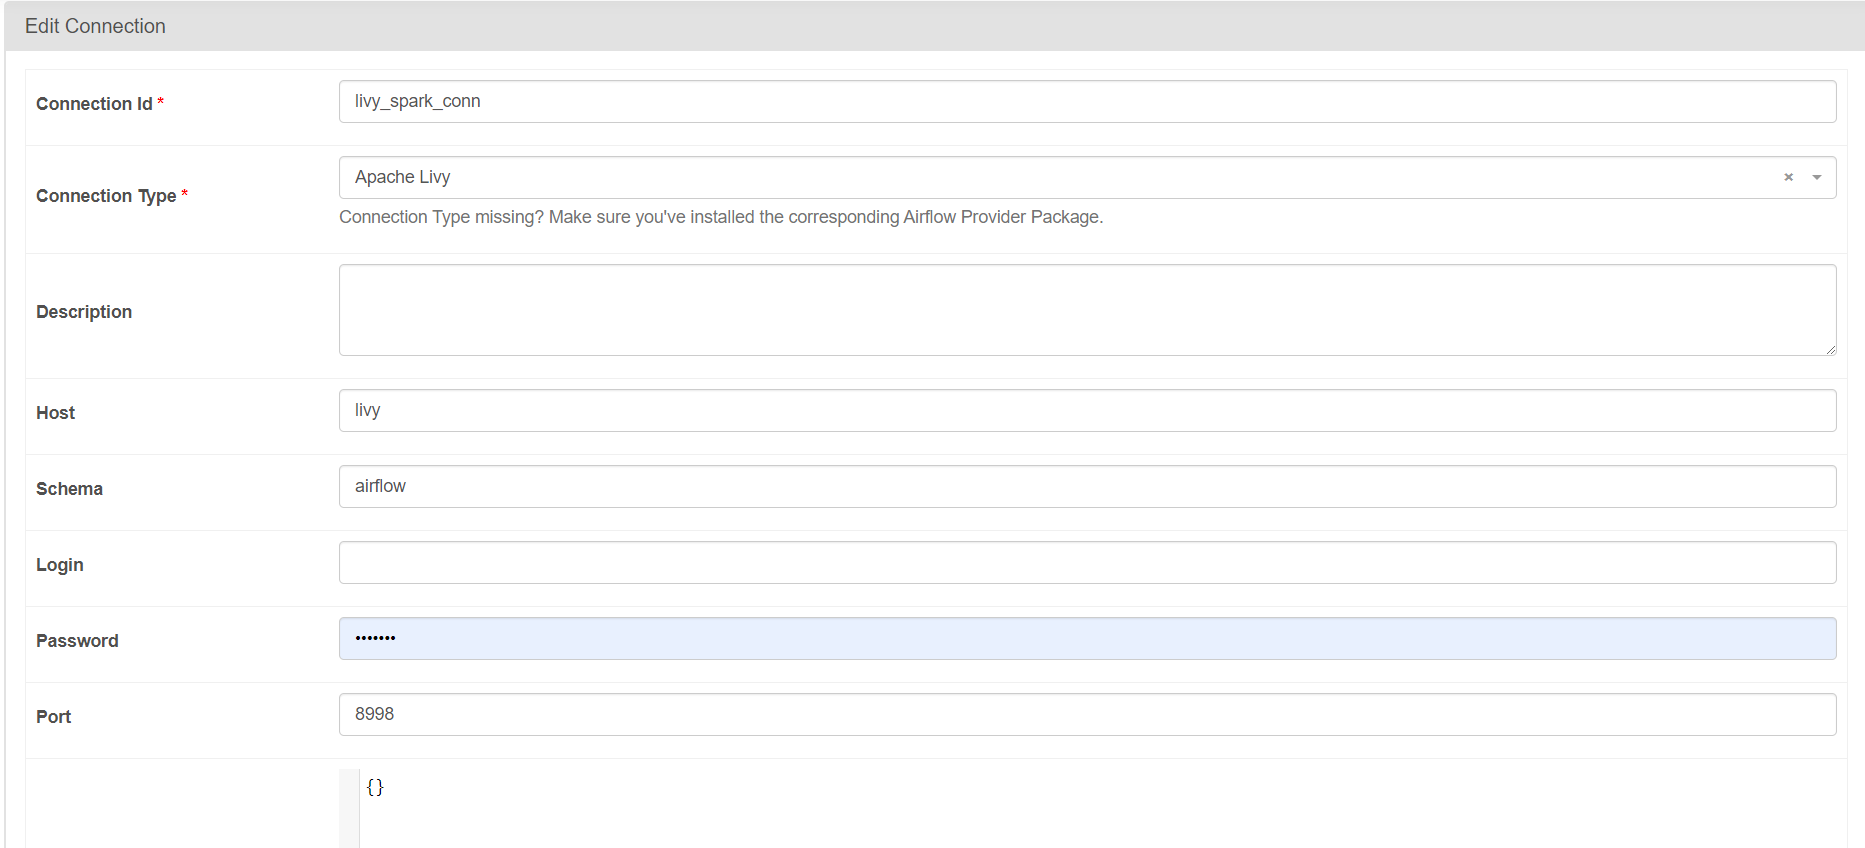 Edit Connection
Connection Id *
livy_spark_conn
Connection Type *
Apache Livy
Connection Type missing? Make sure you've installed the corresponding Airflow Provider Package.
Description
Host
livy
Schema
airflow
Login
Password
•••••••
Port
8998
{}